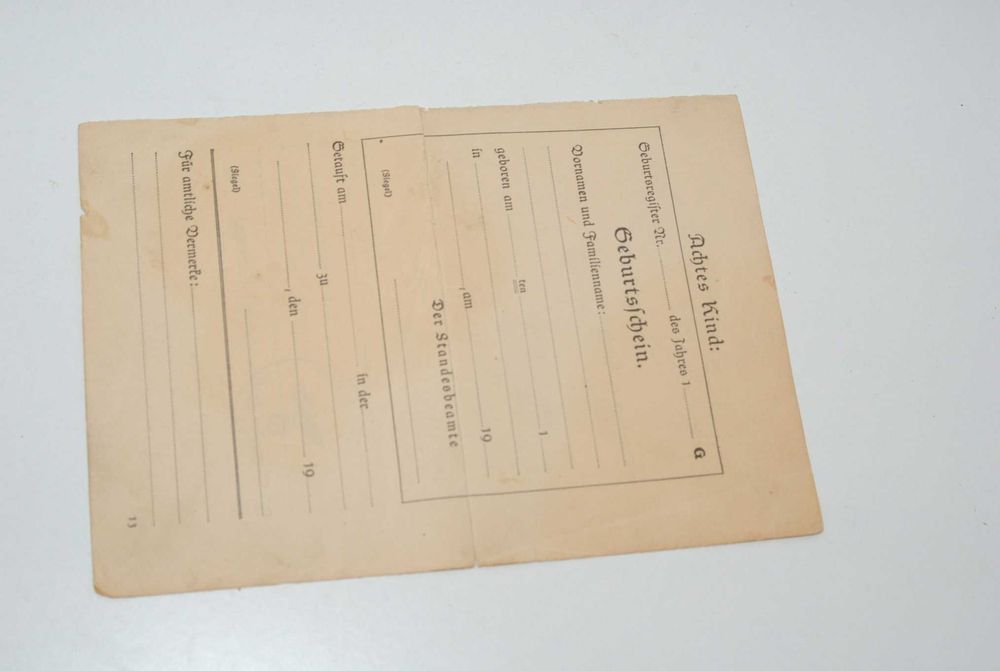 Achtes Kind:
Geburtsregister Nr. des Jahres 1 G
Geburtsschein.
Vornamen und Familienname:
geboren am ten 1
in
, am 19
Der Standesbeamte
(Siegel)
Getauft am in der
zu
, den 19
(Siegel)
Für amtliche Vermerke:
13